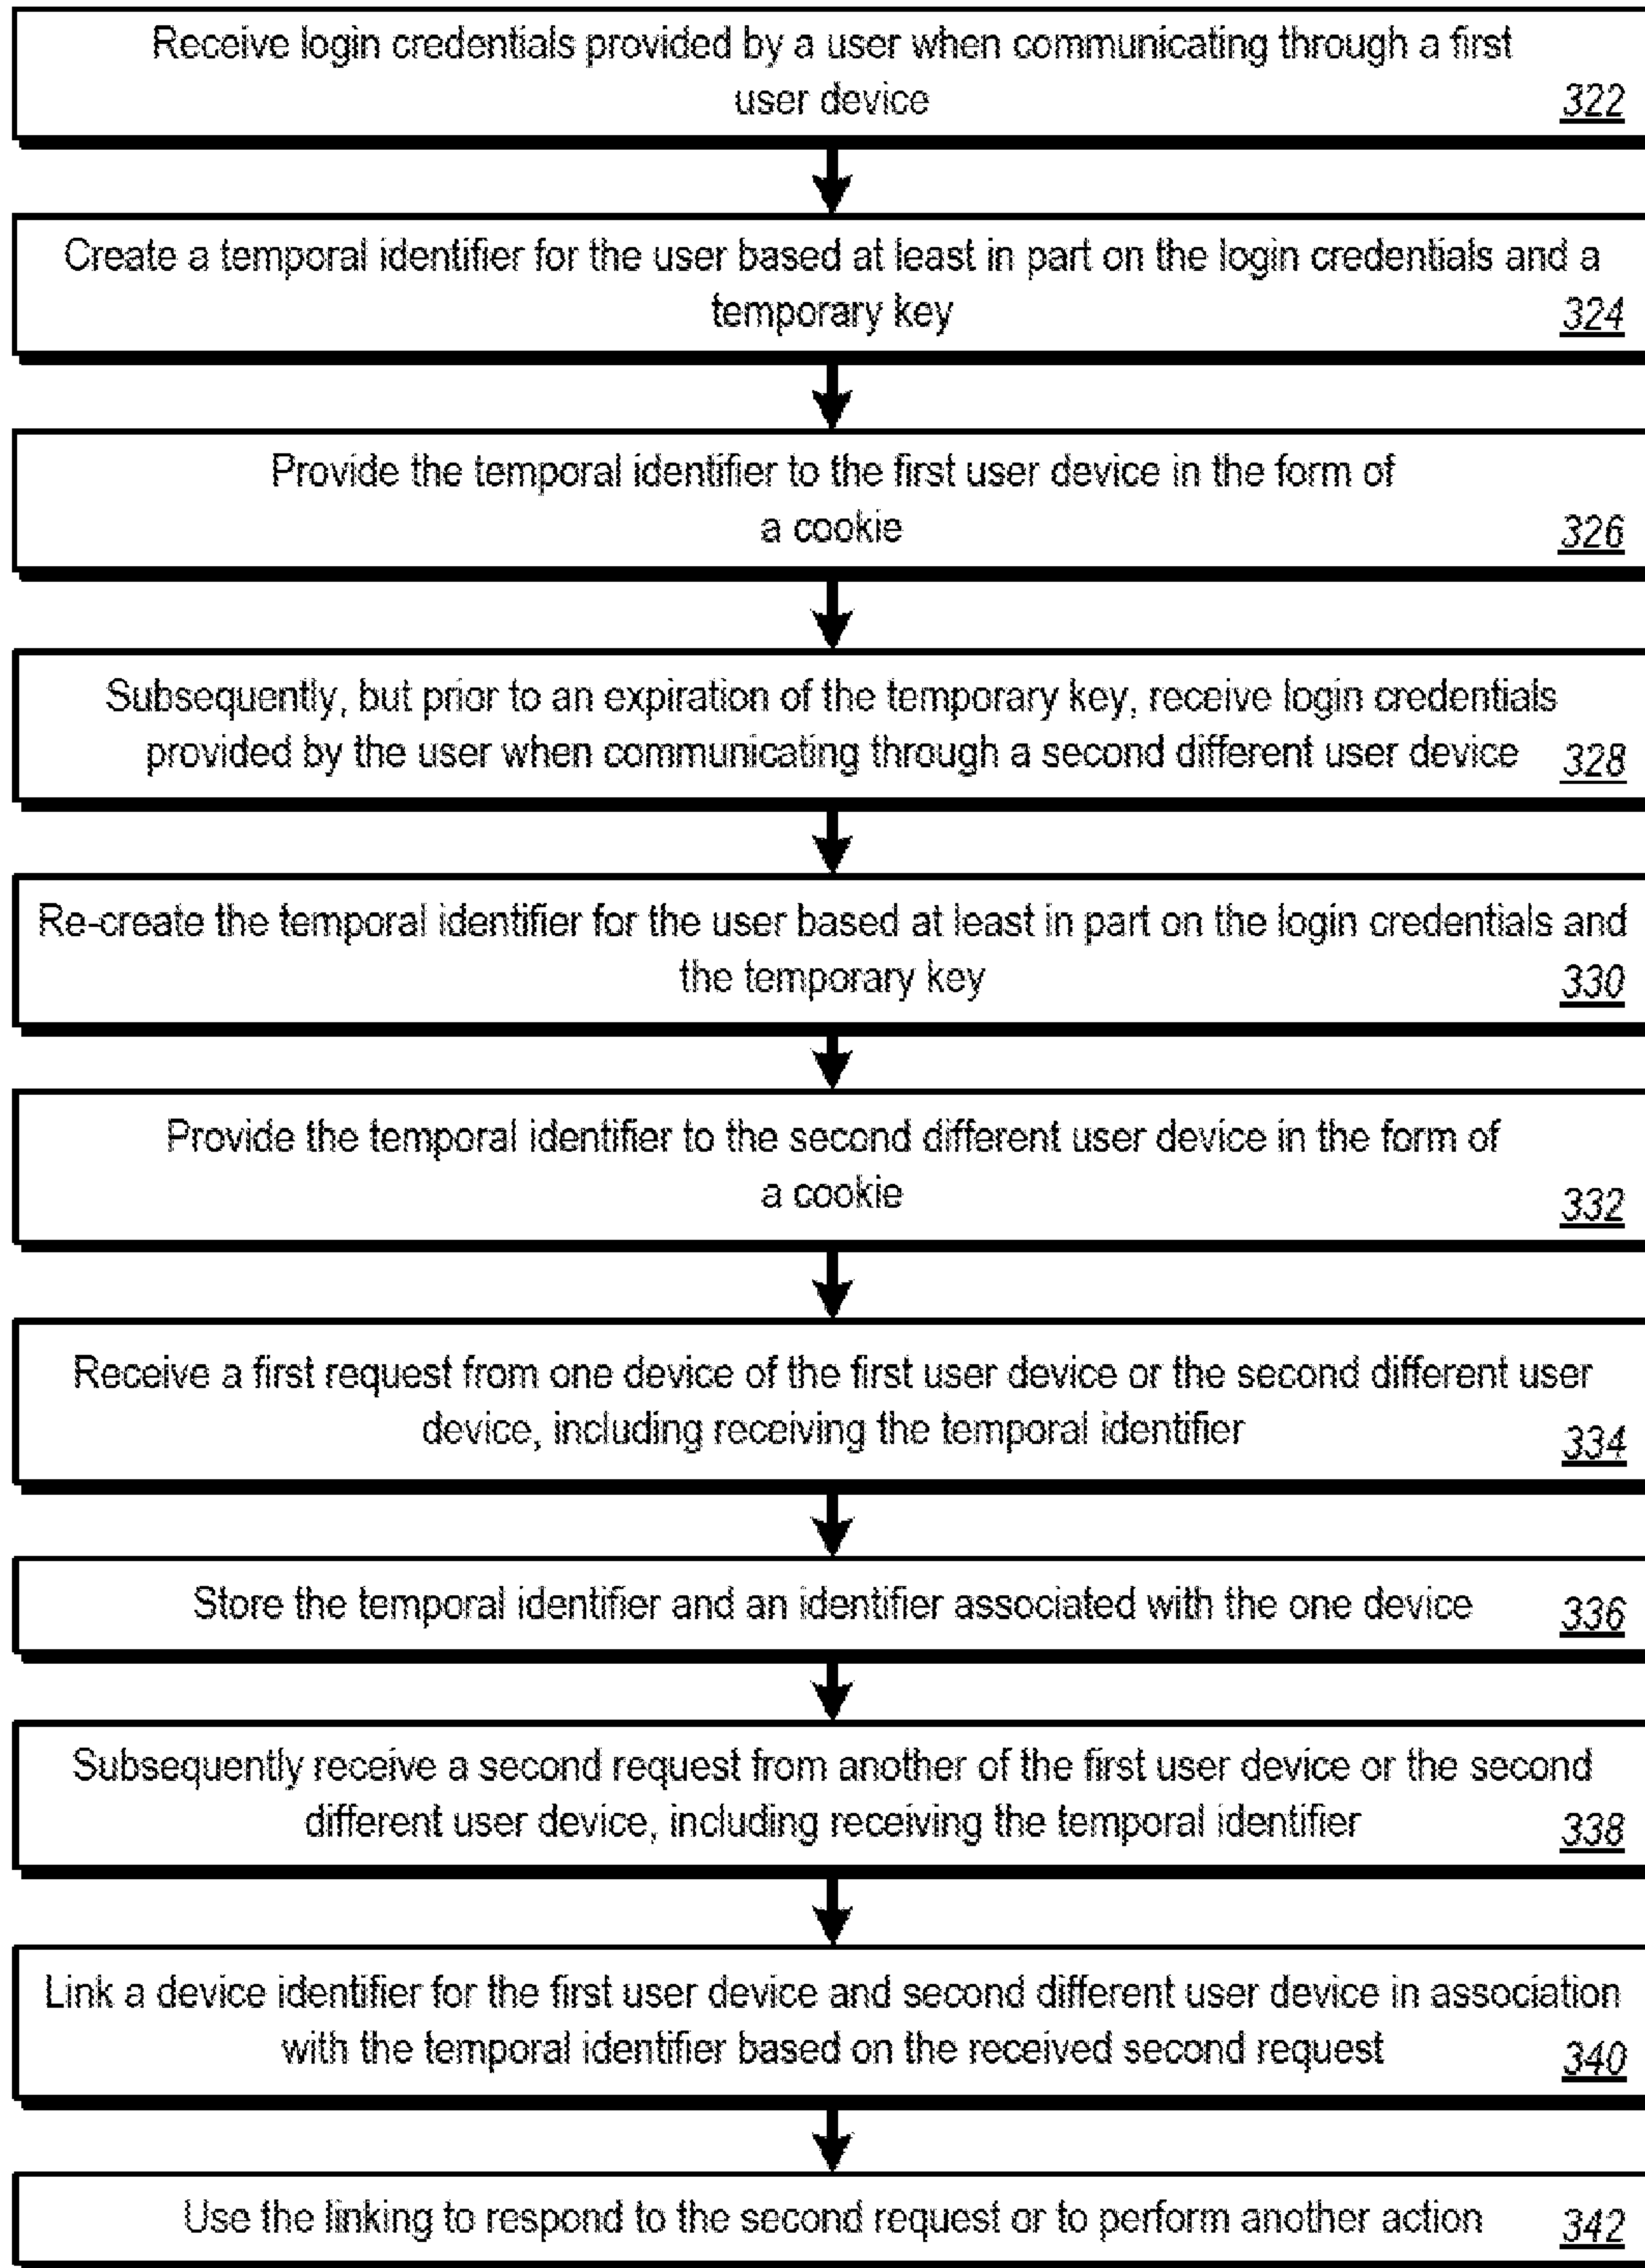 Receive login credentials provided by a user when communicating through a first
user device 322
Create a temporal identifier for the user based at least in part on the login credentials and a
temporary key 324
Provide the temporal identifier to the first user device in the form of
a cookie 326
Subsequently, but prior to an expiration of the temporary key, receive login credentials
provided by the user when communicating through a second different user device 328
Re-create the temporal identifier for the user based at least in part on the login credentials and
the temporary key 330
Provide the temporal identifier to the second different user device in the form of
a cookie 332
Receive a first request from one device of the first user device or the second different user
device, including receiving the temporal identifier 334
Store the temporal identifier and an identifier associated with the one device 336
Subsequently receive a second request from another of the first user device or the second
different user device, including receiving the temporal identifier 338
Link a device identifier for the first user device and second different user device in association
with the temporal identifier based on the received second request 340
Use the linking to respond to the second request or to perform another action 342